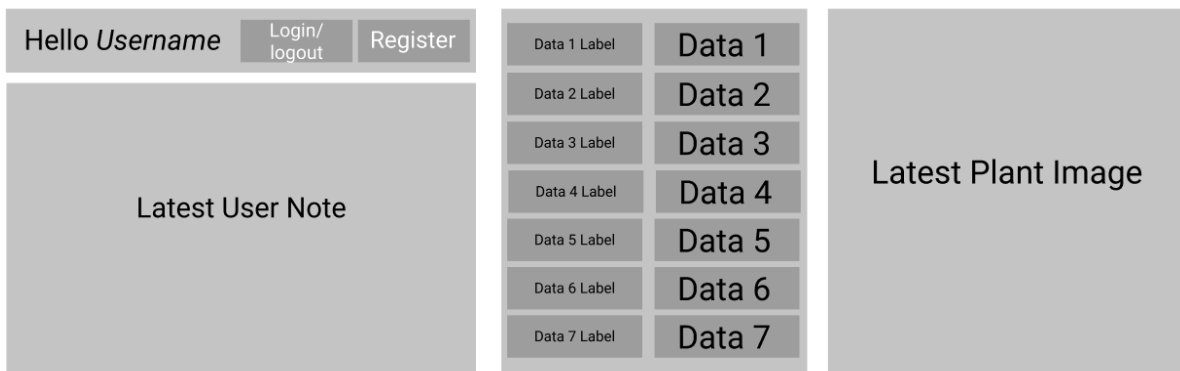 Hello Username
Login/
logout
Register
Latest User Note
Data 1 Label
Data 1
Data 2 Label
Data 2
Data 3 Label
Data 3
Data 4 Label
Data 4
Data 5 Label
Data 5
Data 6 Label
Data 6
Data 7 Label
Data 7
Latest Plant Image